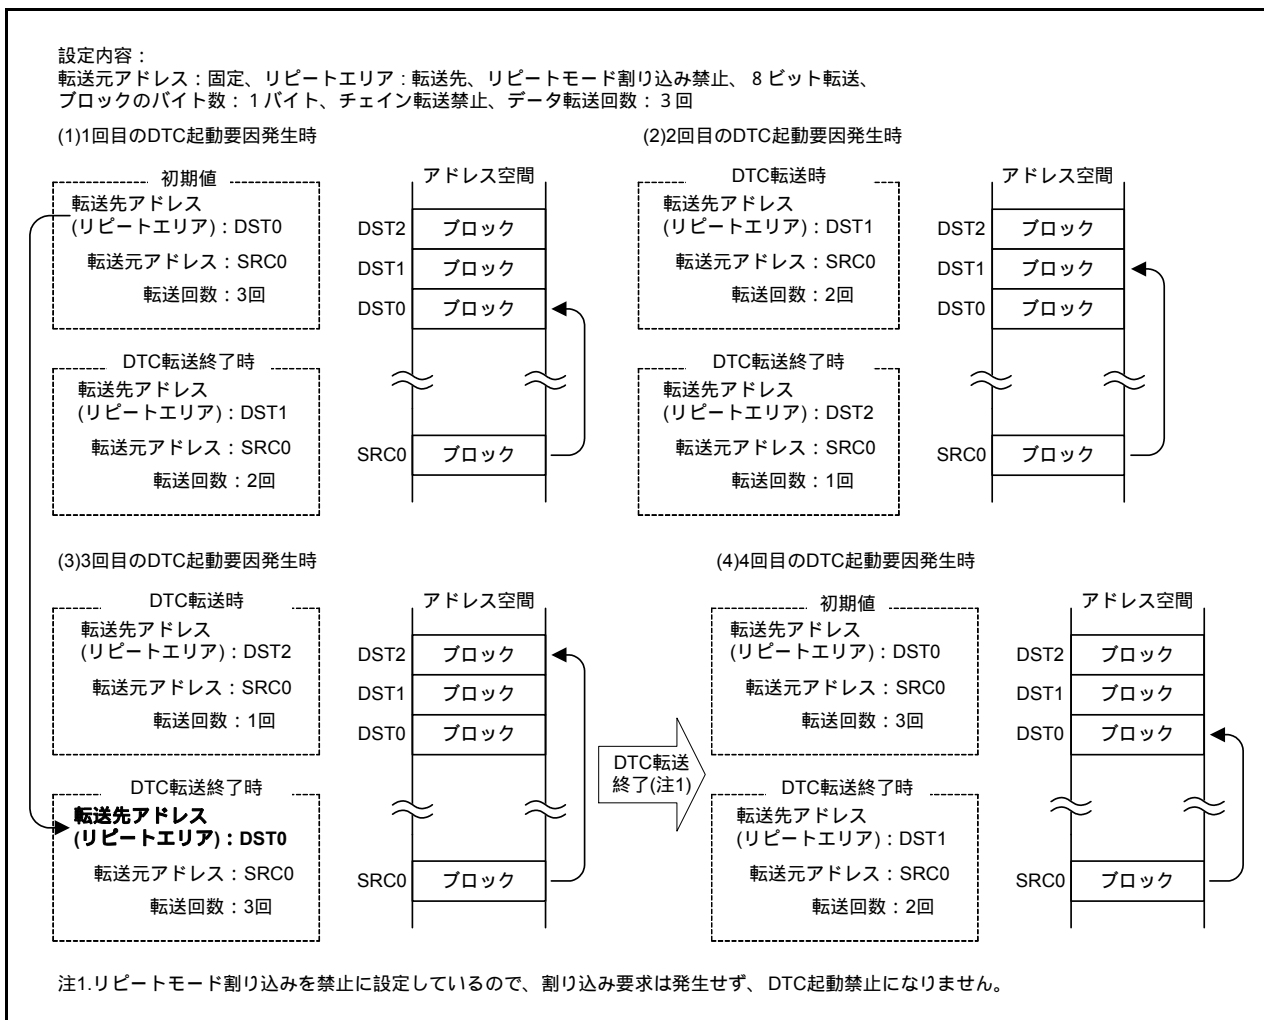 設定内容：
転送元アドレス：固定、リピートエリア：転送先、リピートモード割り込み禁止、8ビット転送、
ブロックのバイト数：1バイト、チェイン転送禁止、データ転送回数：3回
(1)1回目のDTC起動要因発生時
初期値
転送先アドレス
(リピートエリア)：DST0
転送元アドレス：SRC0
転送回数：3回
DTC転送終了時
転送先アドレス
(リピートエリア)：DST1
転送元アドレス：SRC0
転送回数：2回
アドレス空間
DST2 ブロック
DST1 ブロック
DST0 ブロック
SRC0 ブロック
(2)2回目のDTC起動要因発生時
DTC転送時
転送先アドレス
(リピートエリア)：DST1
転送元アドレス：SRC0
転送回数：2回
DTC転送終了時
転送先アドレス
(リピートエリア)：DST2
転送元アドレス：SRC0
転送回数：1回
アドレス空間
DST2 ブロック
DST1 ブロック
DST0 ブロック
SRC0 ブロック
(3)3回目のDTC起動要因発生時
DTC転送時
転送先アドレス
(リピートエリア)：DST2
転送元アドレス：SRC0
転送回数：1回
DTC転送終了時
転送先アドレス
(リピートエリア)：DST0
転送元アドレス：SRC0
転送回数：3回
アドレス空間
DST2 ブロック
DST1 ブロック
DST0 ブロック
SRC0 ブロック
DTC転送
終了(注1)
(4)4回目のDTC起動要因発生時
初期値
転送先アドレス
(リピートエリア)：DST0
転送元アドレス：SRC0
転送回数：3回
DTC転送終了時
転送先アドレス
(リピートエリア)：DST1
転送元アドレス：SRC0
転送回数：2回
アドレス空間
DST2 ブロック
DST1 ブロック
DST0 ブロック
SRC0 ブロック
注1.リピートモード割り込みを禁止に設定しているので、割り込み要求は発生せず、DTC起動禁止になりません。